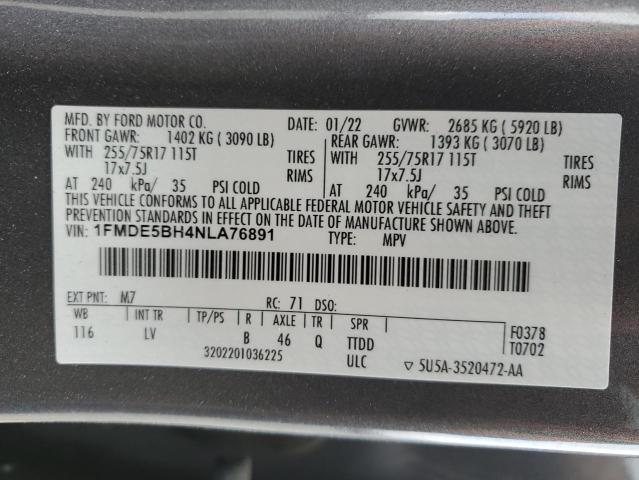 MFD. BY FORD MOTOR CO.
DATE: 01/22 GVWR: 2685 KG ( 5920 LB)
FRONT GAWR: 1402 KG ( 3090 LB) REAR GAWR: 1393 KG ( 3070 LB)
WITH 255/75R17 115T TIRES WITH 255/75R17 115T TIRES
17x7.5J RIMS 17x7.5J RIMS
AT 240 kPa/ 35 PSI COLD AT 240 kPa/ 35 PSI COLD
THIS VEHICLE CONFORMS TO ALL APPLICABLE FEDERAL MOTOR VEHICLE SAFETY AND THEFT
PREVENTION STANDARDS IN EFFECT ON THE DATE OF MANUFACTURE SHOWN ABOVE.
VIN: 1FMDE5BH4NLA76891 TYPE: MPV
EXT PNT: M7 RC: 71 DSO:
WB INT TR TP/PS R AXLE TR SPR F0378
116 LV B 46 Q TTDD T0702
3202201036225 ULC ▽ 5U5A-3520472-AA